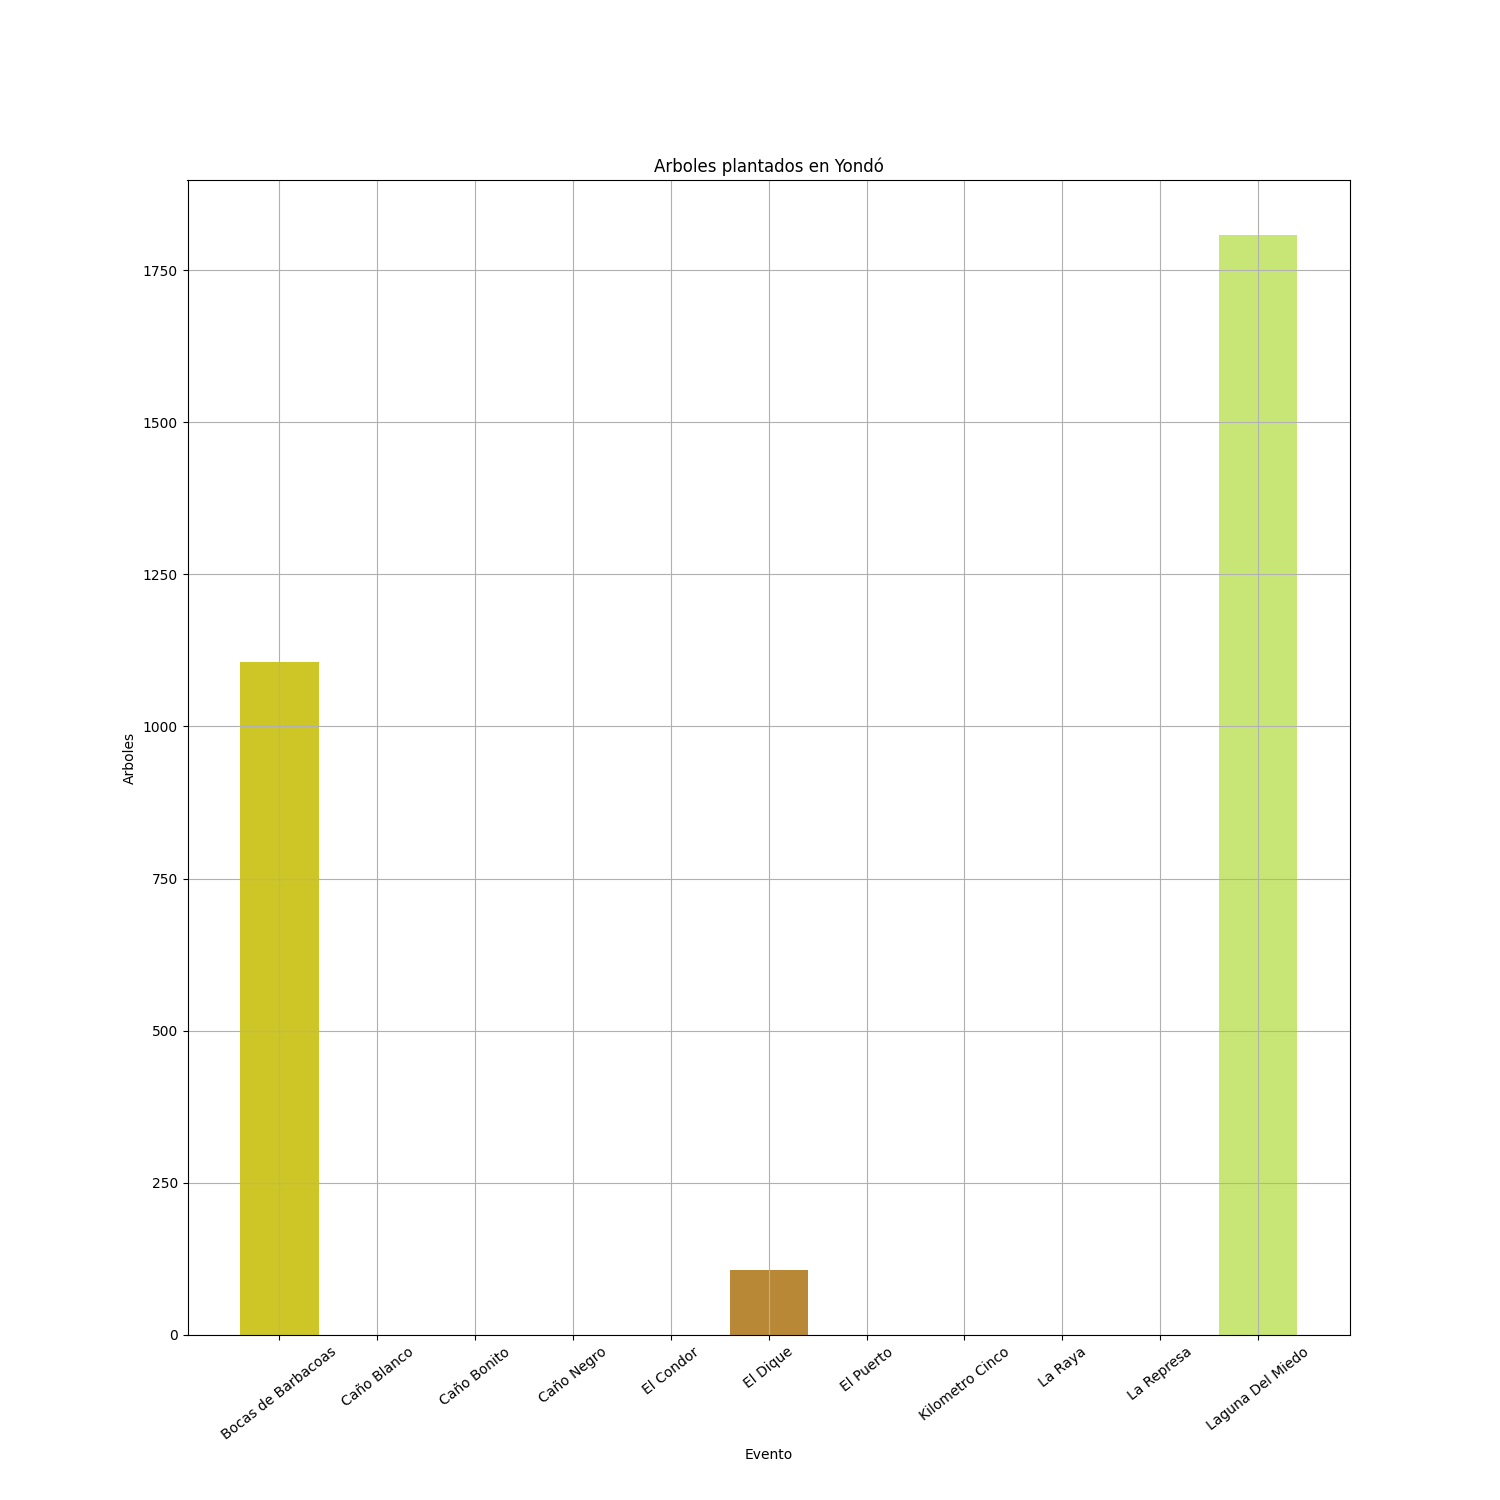 Arboles plantados en Yondó
1750
1500
1250
1000
750
500
250
0
Arboles
Bocas de Barbacoas
Caño Blanco
Caño Bonito
Caño Negro
El Condor
El Dique
El Puerto
Kilometro Cinco
La Raya
La Represa
Laguna Del Miedo
Evento